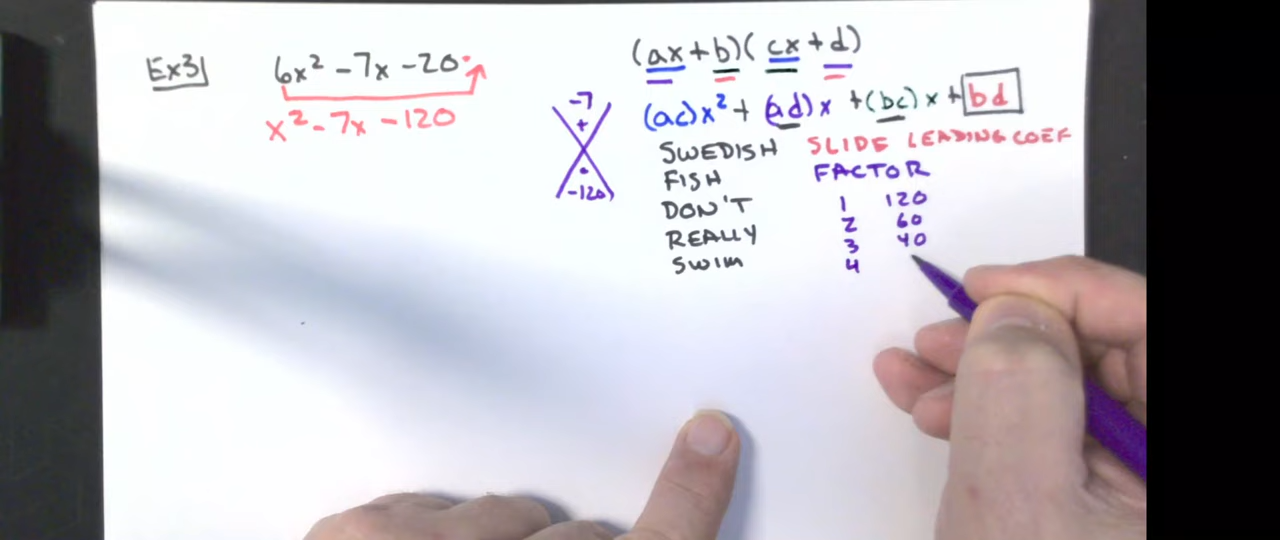 Ex3 6x² - 7x - 20
x² - 7x - 120
(ax + b)(cx + d)
(ac)x² + (ad)x + (bc)x + bd
-7
+
•
-120
SWEDISH SLIDE LEADING COEF
FISH FACTOR
DON'T 1 120
REALLY 2 60
SWIM 3 40
4